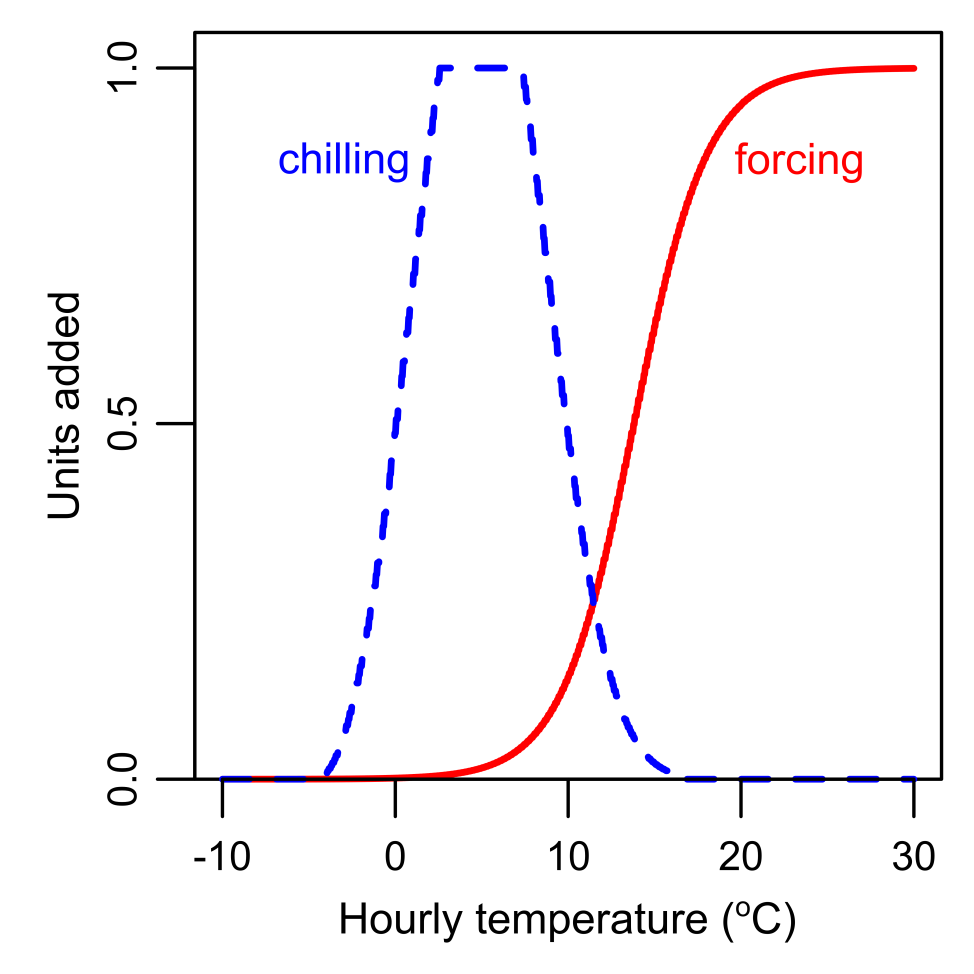 1.0
chilling
forcing
Units added
0.5
0.0
-10 0 10 20 30
Hourly temperature (ºC)